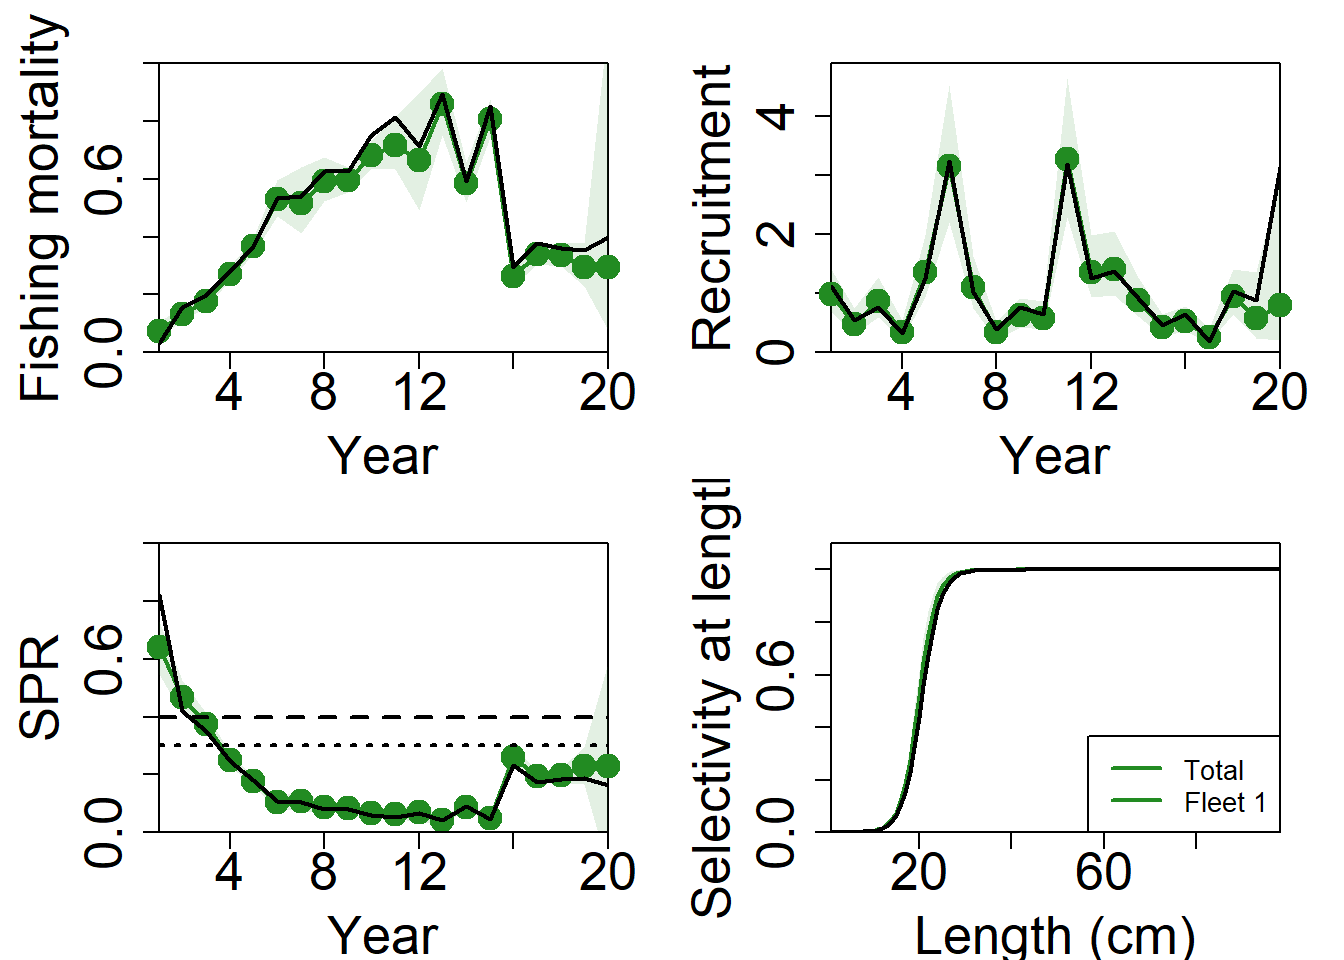 Fishing mortality
0.6
0.0
4 8 12 20
Year
Recruitment
4
2
0
4 8 12 20
Year
SPR
0.6
0.0
4 8 12 20
Year
Selectivity at lengt
0.6
0.0
20 60
Length (cm)
Total
Fleet 1